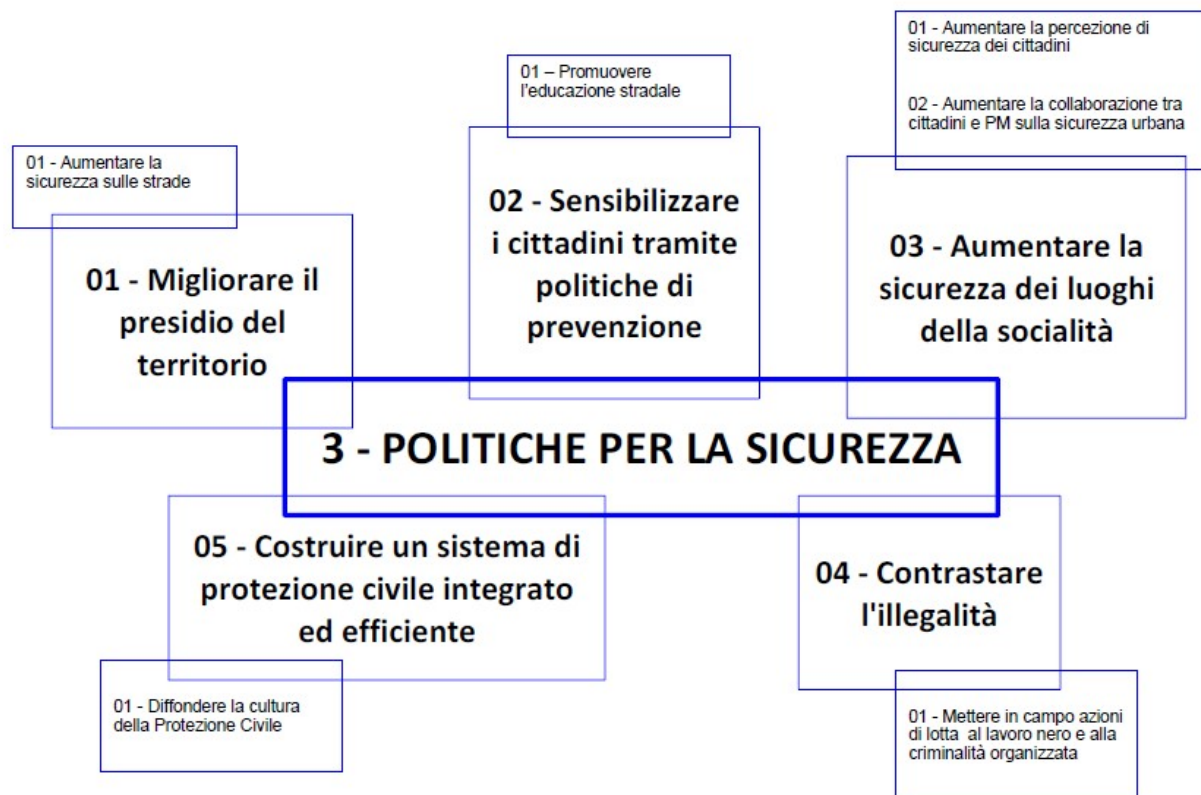 01 - Aumentare la
sicurezza sulle strade
01 - Migliorare il
presidio del
territorio
01 – Promuovere
l'educazione stradale
02 - Sensibilizzare
i cittadini tramite
politiche di
prevenzione
01 - Aumentare la percezione di
sicurezza dei cittadini
02 - Aumentare la collaborazione tra
cittadini e PM sulla sicurezza urbana
03 - Aumentare la
sicurezza dei luoghi
della socialità
3 - POLITICHE PER LA SICUREZZA
05 - Costruire un sistema di
protezione civile integrato
ed efficiente
01 - Diffondere la cultura
della Protezione Civile
04 - Contrastare
l'illegalità
01 - Mettere in campo azioni
di lotta al lavoro nero e alla
criminalità organizzata